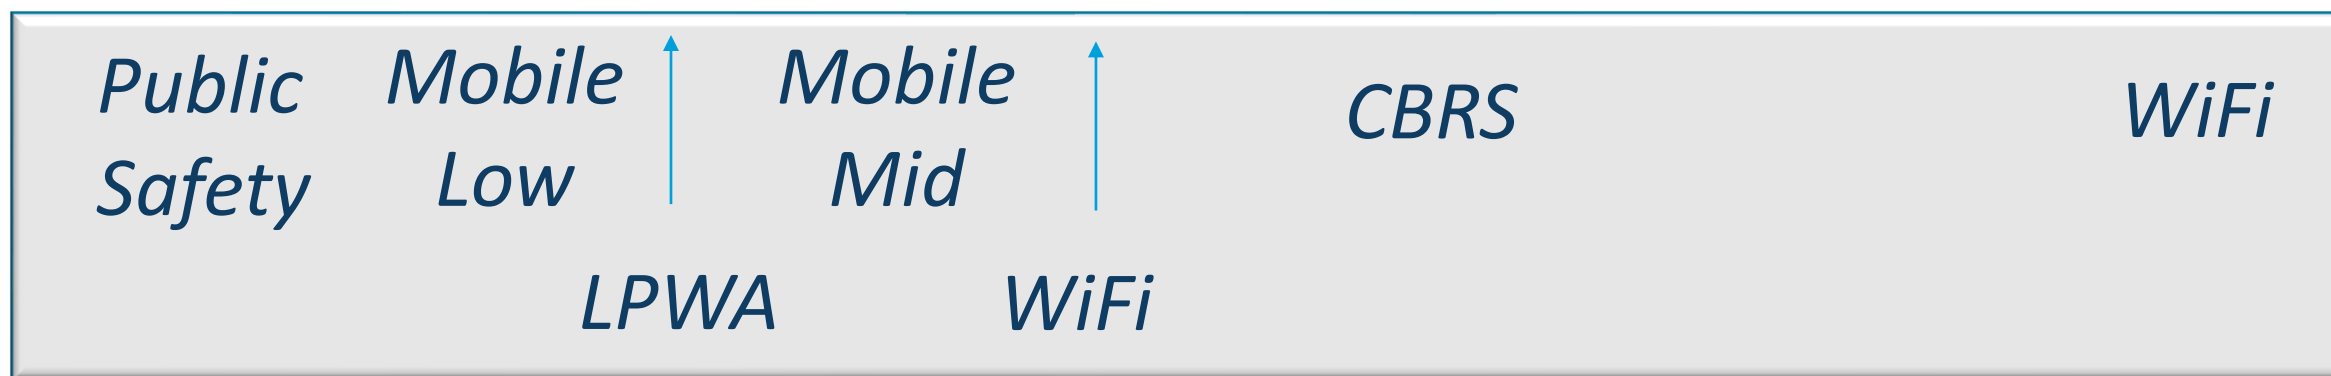 Public Safety
Mobile Low
Mobile Mid
CBRS
WiFi
LPWA
WiFi